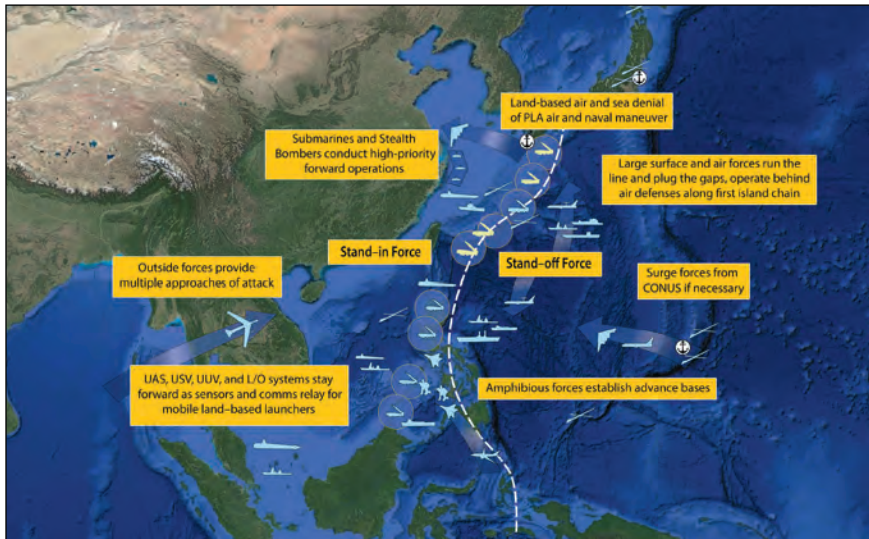 Land-based air and sea denial
of PLA air and naval maneuver
Submarines and Stealth
Bombers conduct high-priority
forward operations
Large surface and air forces run the
line and plug the gaps, operate behind
air defenses along first island chain
Stand-in Force
Stand-off Force
Outside forces provide
multiple approaches of attack
Surge forces from
CONUS if necessary
UAS, USV, UUV, and L/O systems stay
forward as sensors and comms relay for
mobile land-based launchers
Amphibious forces establish advance bases